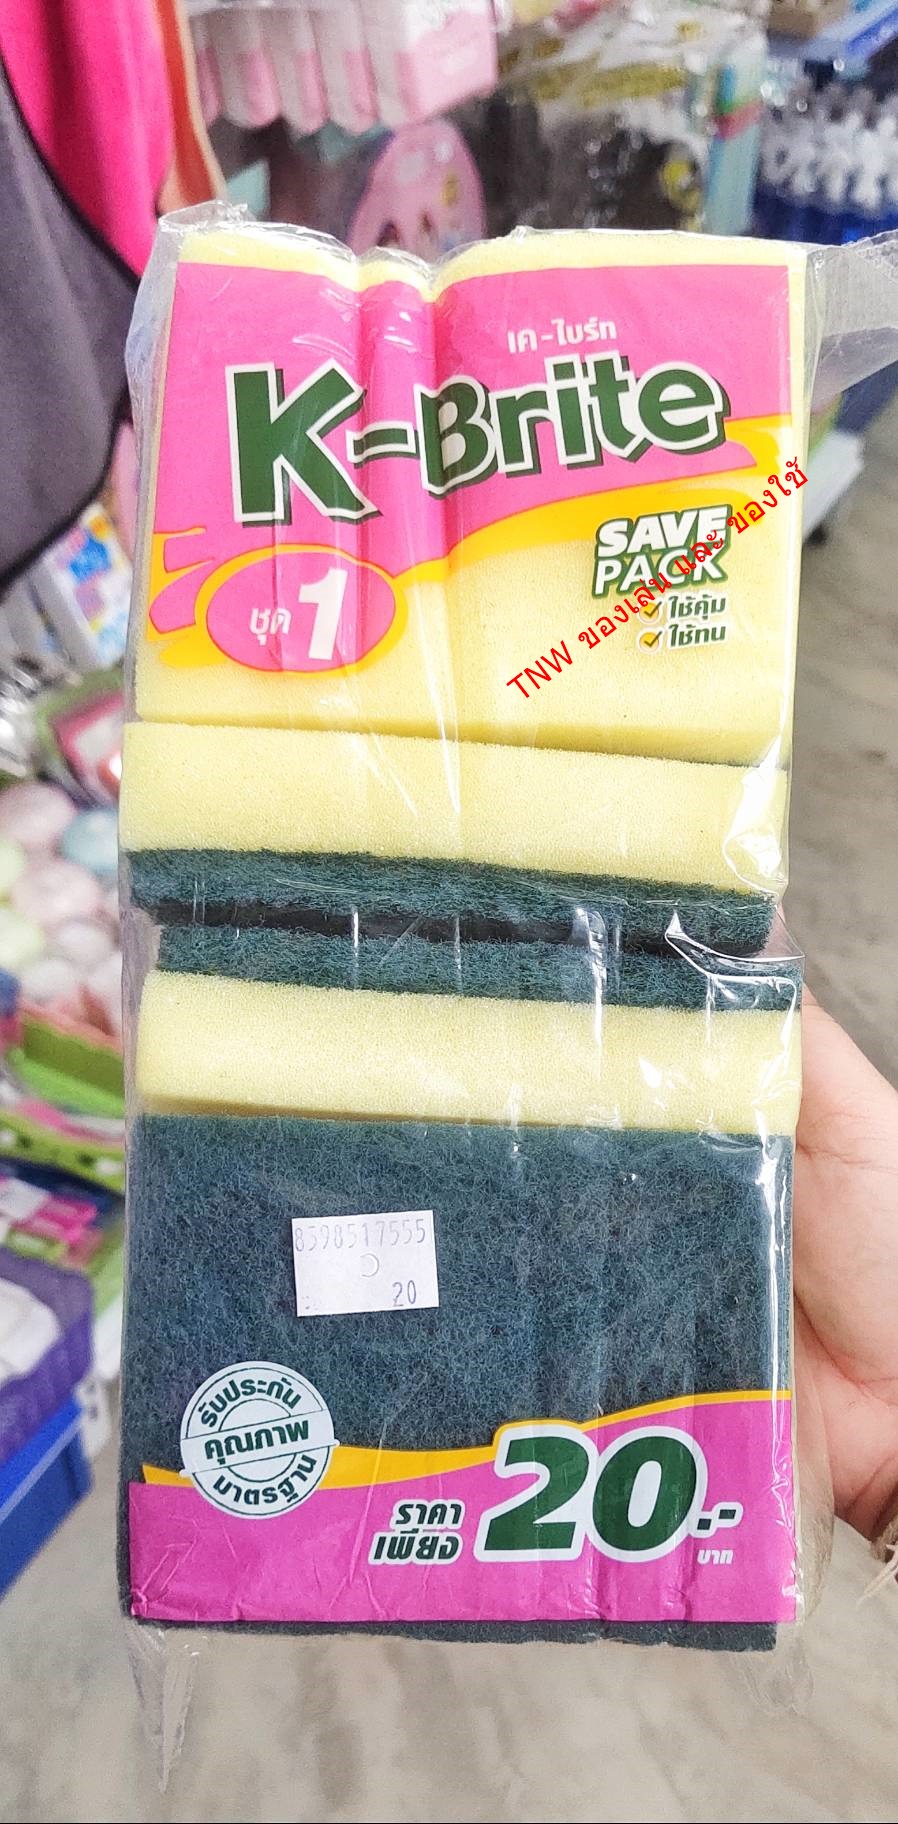 เค-ไบร์ท
K-Brite
SAVE
PACK
ใช้คุ้ม
ใช้ทน
ชุด 1
TNW ของเล่น และ ของใช้
8598517555
20
รับประกัน
คุณภาพ
มาตรฐาน
ราคา
เพียง
20.-
บาท